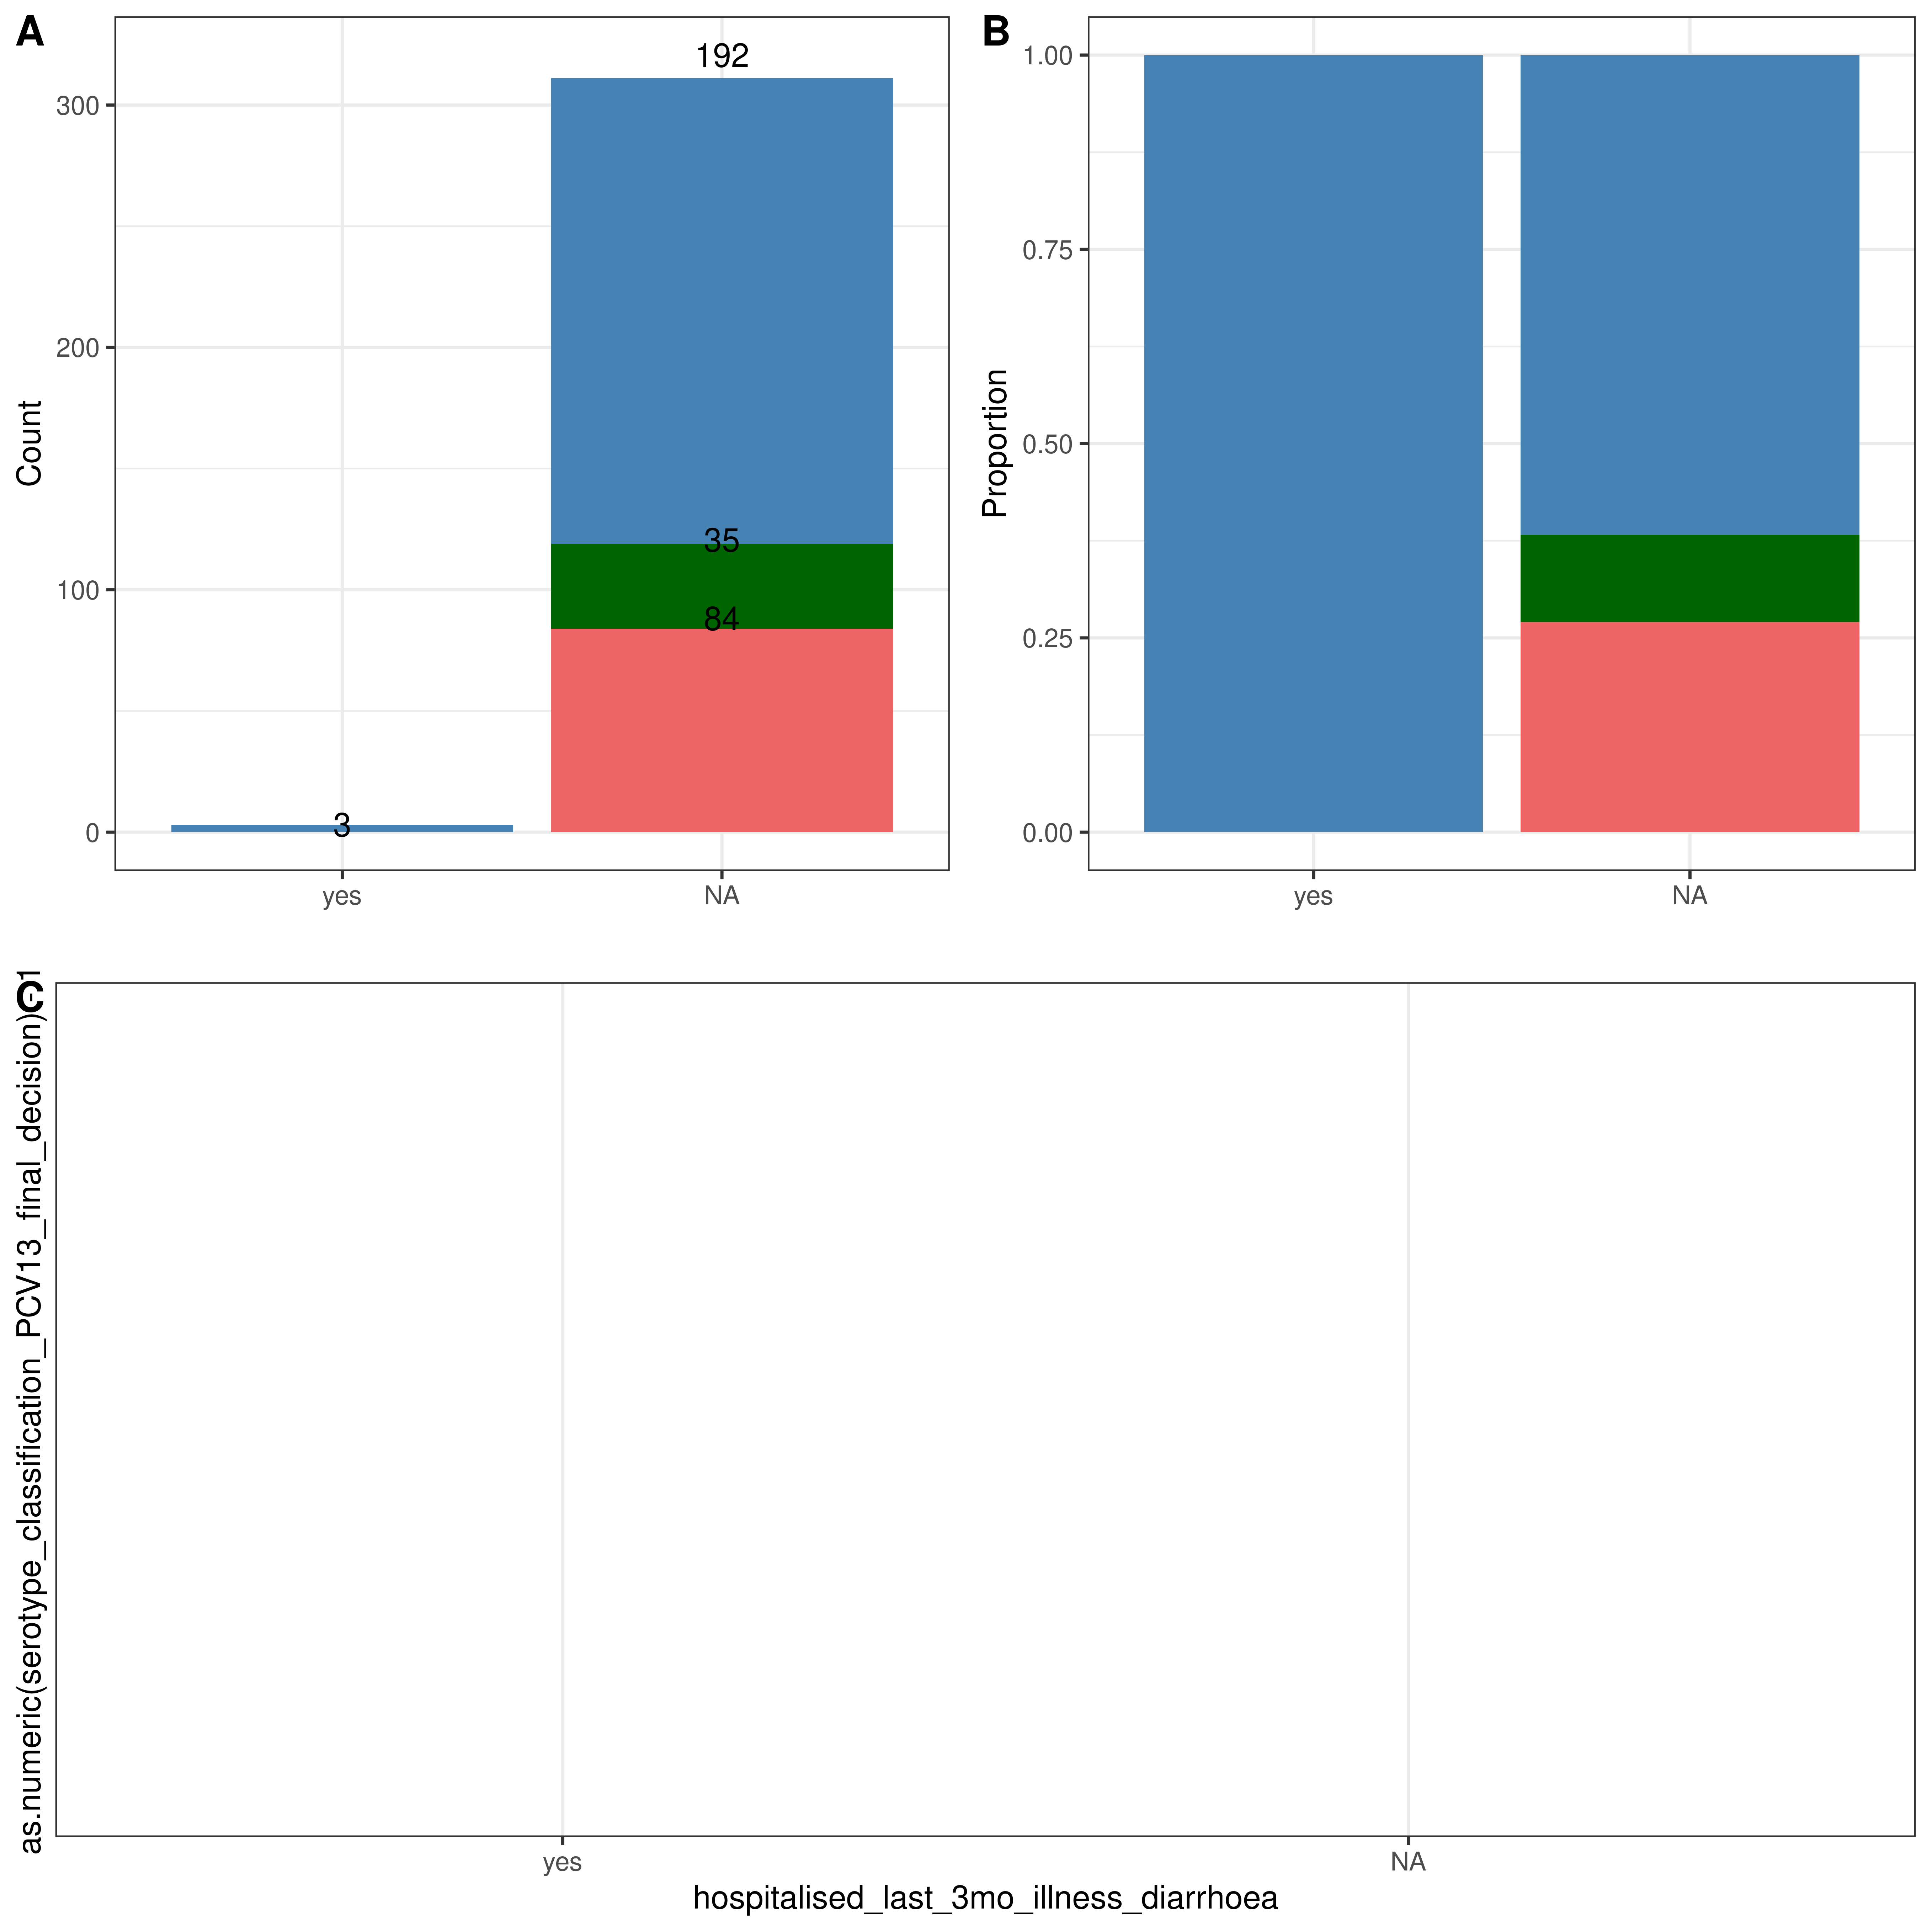 A
192
300
35
200
84
100
3
0
Count
yes NA
B
1.00
0.75
0.50
0.25
0.00
Proportion
yes NA
C
as.numeric(serotype_classification_PCV13_final_decision)-1
yes NA
hospitalised_last_3mo_illness_diarrhoea